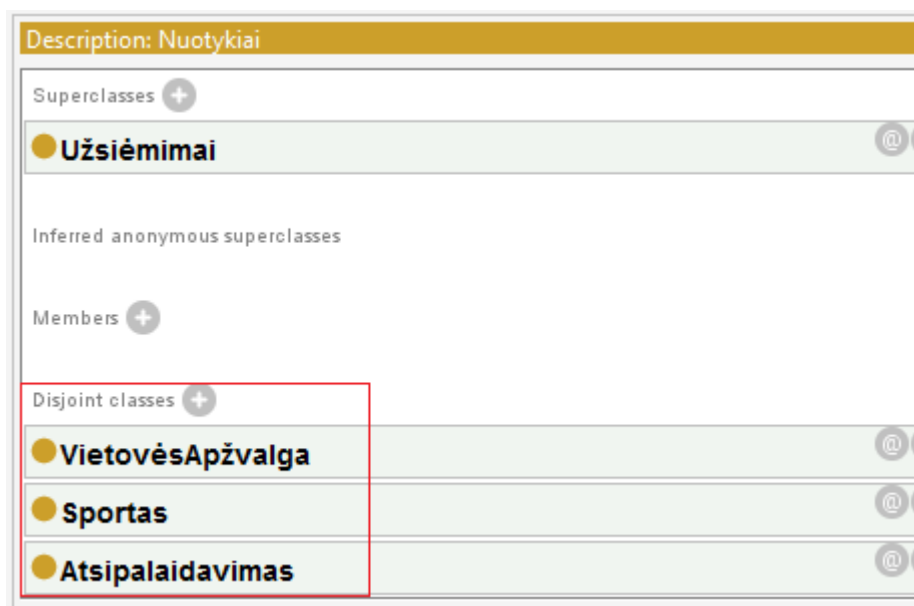 Description: Nuotykiai
Superclasses
Užsiėmimai
Inferred anonymous superclasses
Members
Disjoint classes
VietovėsApžvalga
Sportas
Atsipalaidavimas